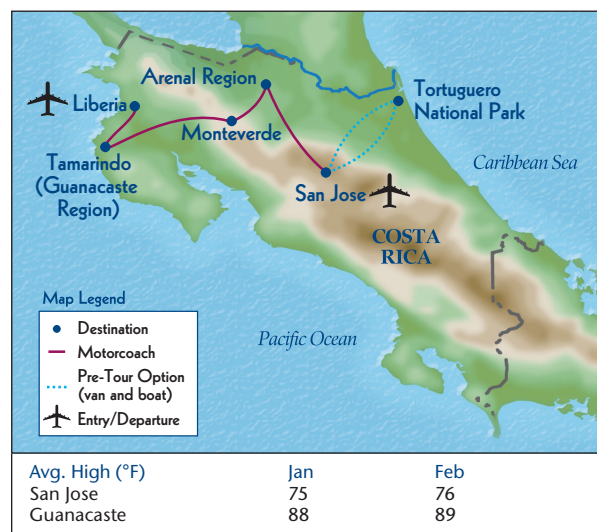 Arenal Region
Liberia
Tortuguero
National Park
Monteverde
Tamarindo
(Guanacaste
Region)
Caribbean Sea
San Jose
COSTA
RICA
Map Legend
Destination
Motorcoach
Pre-Tour Option
(van and boat)
Entry/Departure
Pacific Ocean
Avg. High (°F) Jan Feb
San Jose 75 76
Guanacaste 88 89